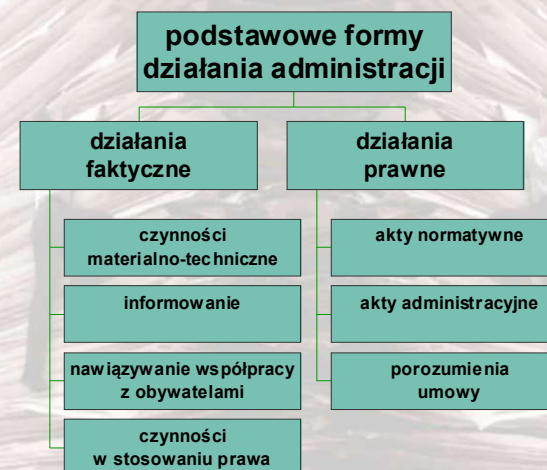 podstawowe formy
działania administracji
działania
faktyczne
czynności
materialno-techniczne
informowanie
nawiązywanie współpracy
z obywatelami
czynności
w stosowaniu prawa
działania
prawne
akty normatywne
akty administracyjne
porozumienia
umowy